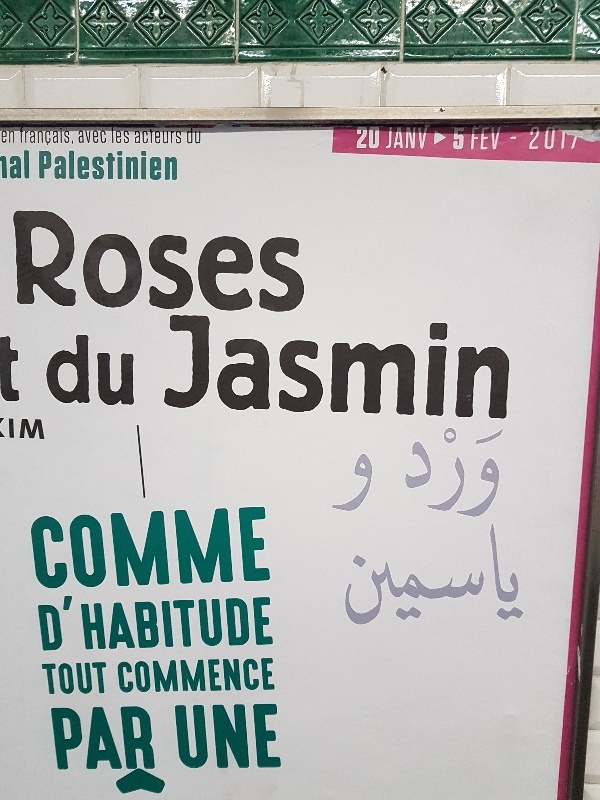 en français, avec les acteurs du
nal Palestinien
20 JANV ▶ 5 FEV - 2017
Roses
t du Jasmin
KIM
وَرْد و
ياسمين
COMME
D'HABITUDE
TOUT COMMENCE
PAR UNE